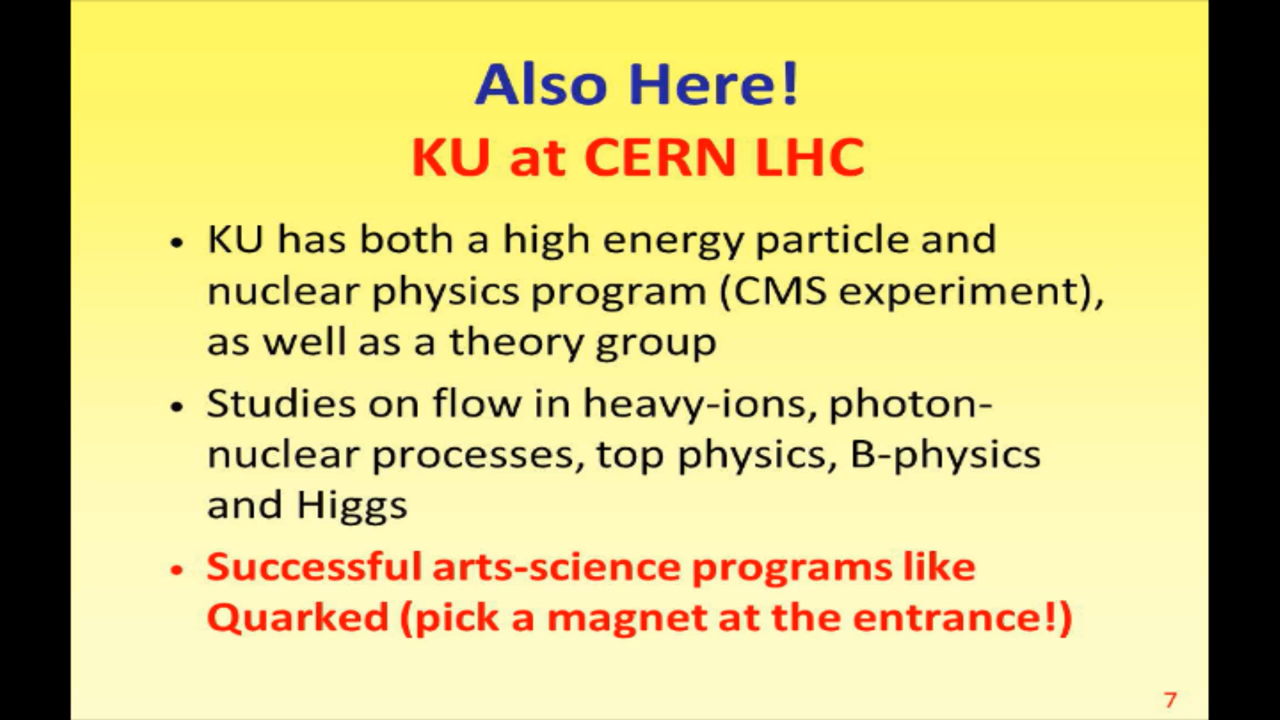 Also Here!
KU at CERN LHC
• KU has both a high energy particle and
nuclear physics program (CMS experiment),
as well as a theory group
• Studies on flow in heavy-ions, photon-
nuclear processes, top physics, B-physics
and Higgs
• Successful arts-science programs like
Quarked (pick a magnet at the entrance!)
7